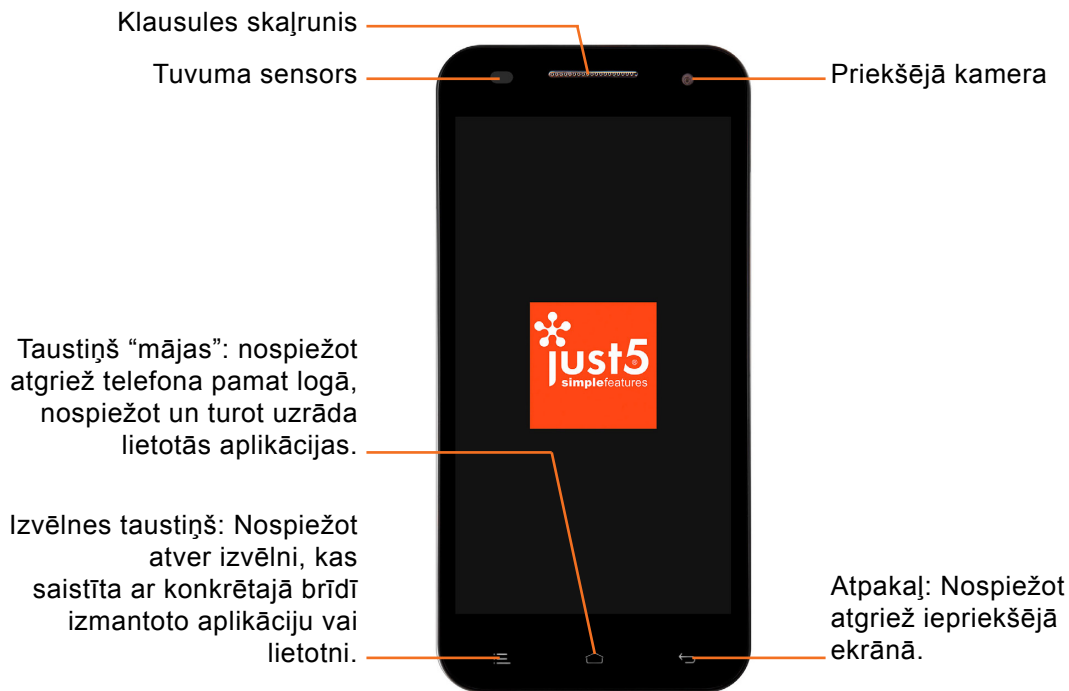 Klausules skaļrunis
Tuvuma sensors
Priekšējā kamera
just5
simplefeatures
Taustiņš “mājas”: nospiežot
atgriež telefona pamat logā,
nospiežot un turot uzrāda
lietotās aplikācijas.
Izvēlnes taustiņš: Nospiežot
atver izvēlni, kas
saistīta ar konkrētajā brīdī
izmantoto aplikāciju vai
lietotni.
Atpakaļ: Nospiežot
atgriež iepriekšējā
ekrānā.